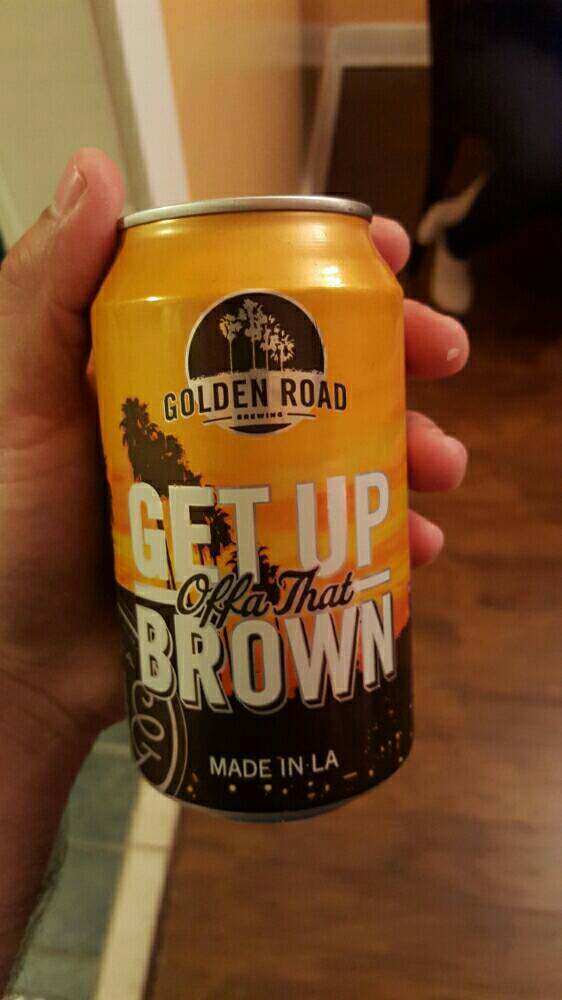 GOLDEN ROAD
BREWING
GET UP
Offa That
BROWN
MADE IN LA